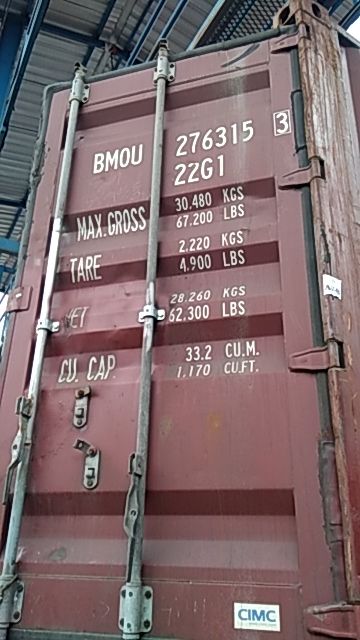 BMOU 276315 3
22G1
MAX.GROSS 30.480 KGS
67.200 LBS
TARE 2.220 KGS
4.900 LBS
NET 28.260 KGS
62.300 LBS
CU. CAP. 33.2 CU.M.
1.170 CU.FT.
CIMC